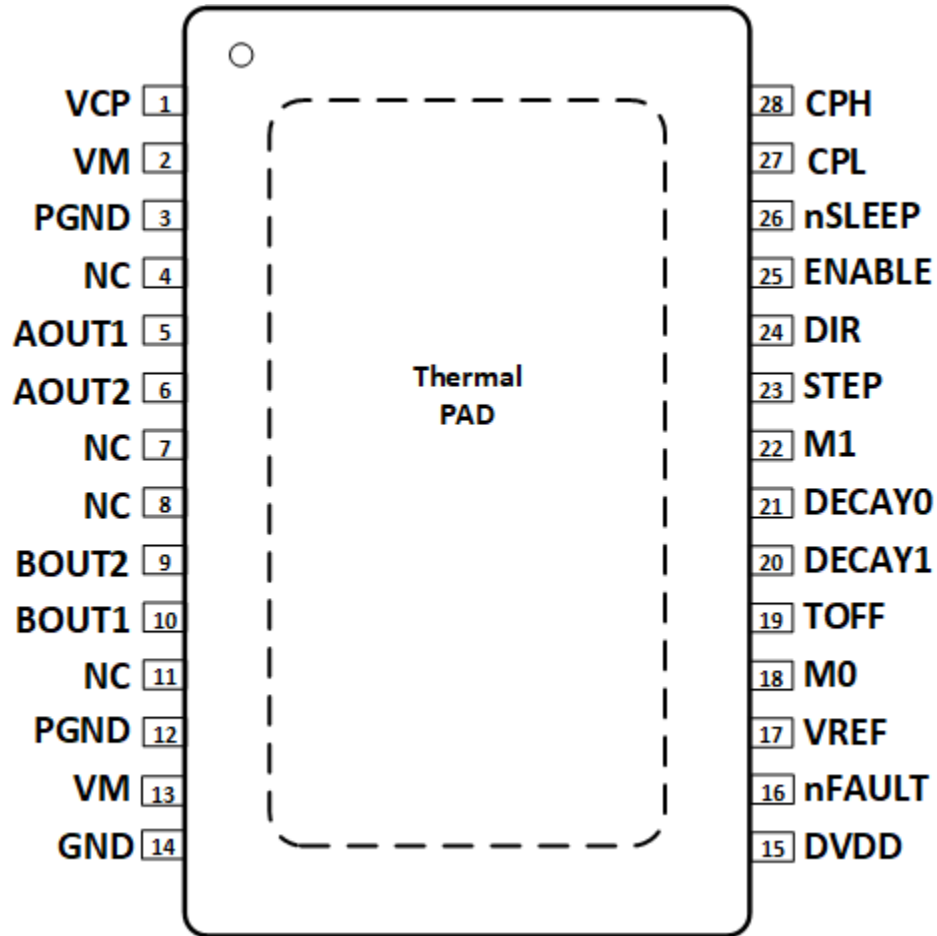 VCP 1
VM 2
PGND 3
NC 4
AOUT1 5
AOUT2 6
NC 7
NC 8
BOUT2 9
BOUT1 10
NC 11
PGND 12
VM 13
GND 14
Thermal
PAD
28 CPH
27 CPL
26 nSLEEP
25 ENABLE
24 DIR
23 STEP
22 M1
21 DECAY0
20 DECAY1
19 TOFF
18 M0
17 VREF
16 nFAULT
15 DVDD